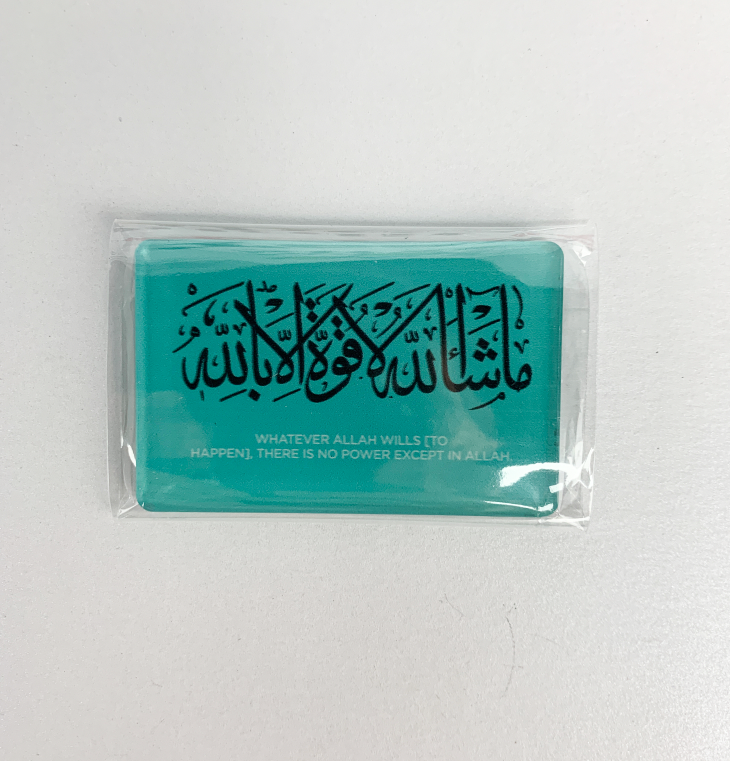 ما شاء الله لا قوة إلا بالله
WHATEVER ALLAH WILLS [TO
HAPPEN], THERE IS NO POWER EXCEPT IN ALLAH.